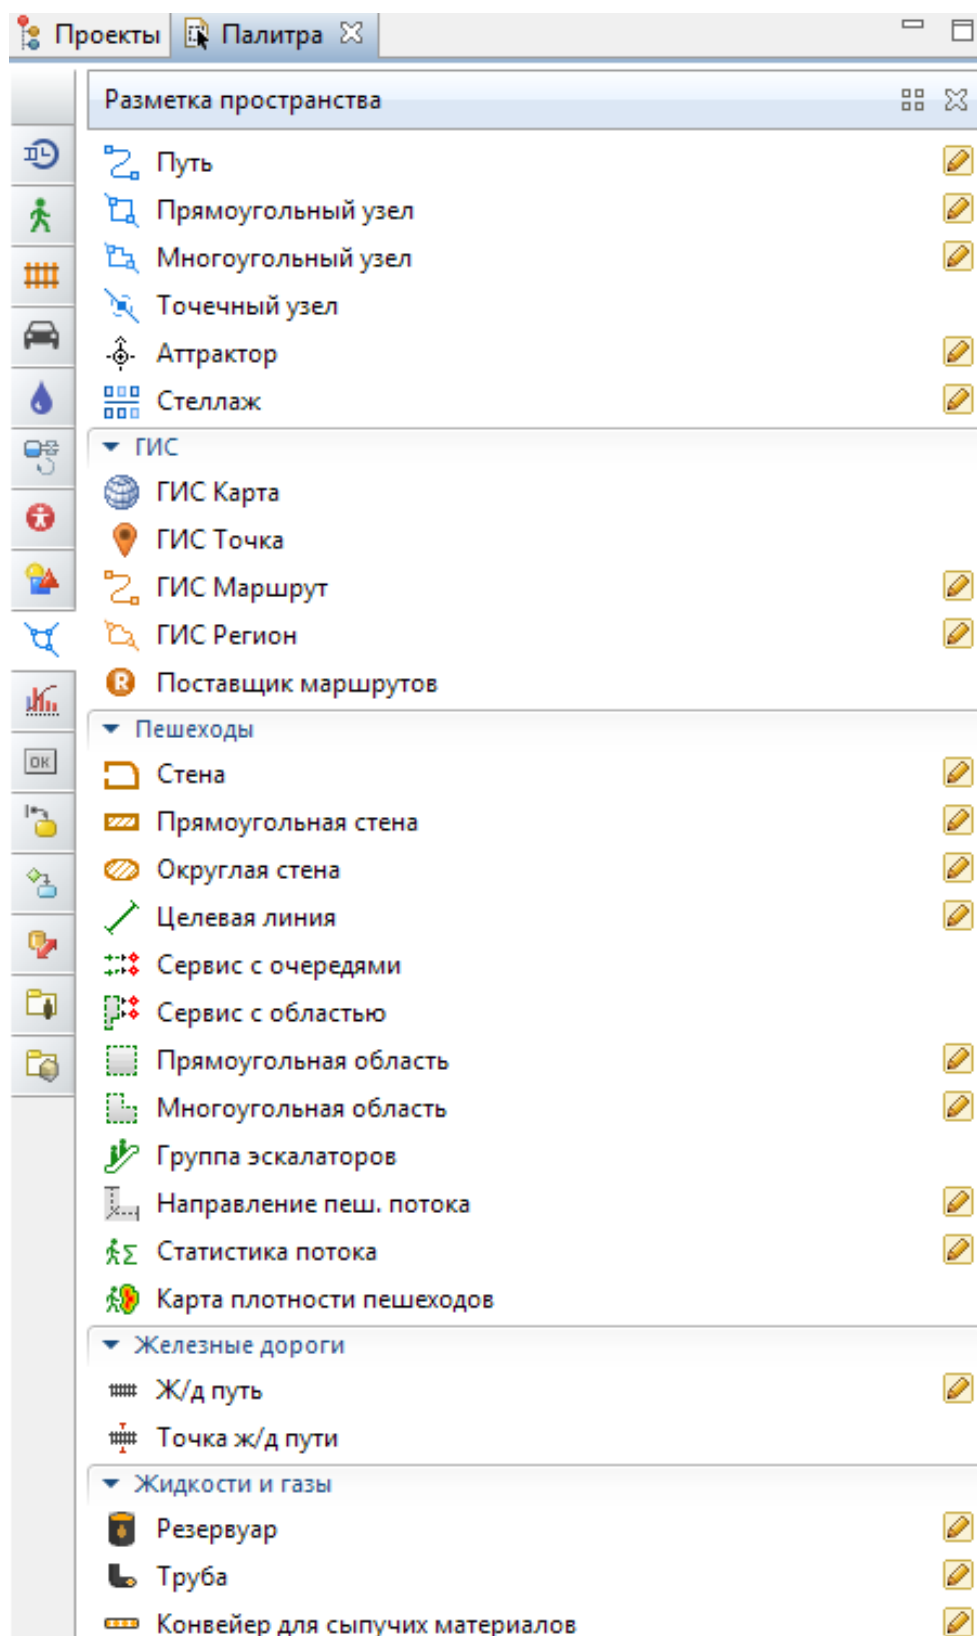 Проекты Палитра
Разметка пространства
Путь
Прямоугольный узел
Многоугольный узел
Точечный узел
Аттрактор
Стеллаж
ГИС
ГИС Карта
ГИС Точка
ГИС Маршрут
ГИС Регион
R Поставщик маршрутов
Пешеходы
OK
Стена
Прямоугольная стена
Округлая стена
Целевая линия
Сервис с очередями
Сервис с областью
Прямоугольная область
Многоугольная область
Группа эскалаторов
Направление пеш. потока
Статистика потока
Карта плотности пешеходов
Железные дороги
Ж/д путь
Точка ж/д пути
Жидкости и газы
Резервуар
Труба
Конвейер для сыпучих материалов